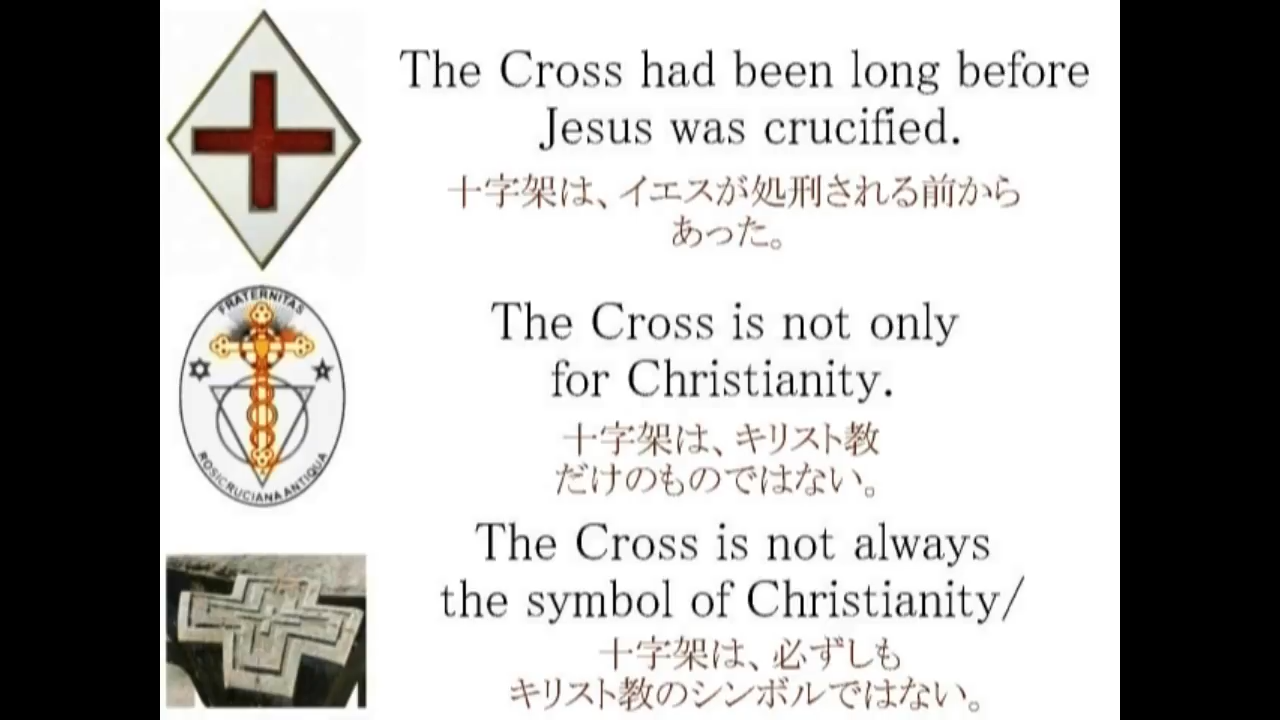 The Cross had been long before
Jesus was crucified.
十字架は、イエスが処刑される前から
あった。
FRATERNITAS
ROSICRUCIANA ANTIQUA
The Cross is not only
for Christianity.
十字架は、キリスト教
だけのものではない。
The Cross is not always
the symbol of Christianity/
十字架は、必ずしも
キリスト教のシンボルではない。